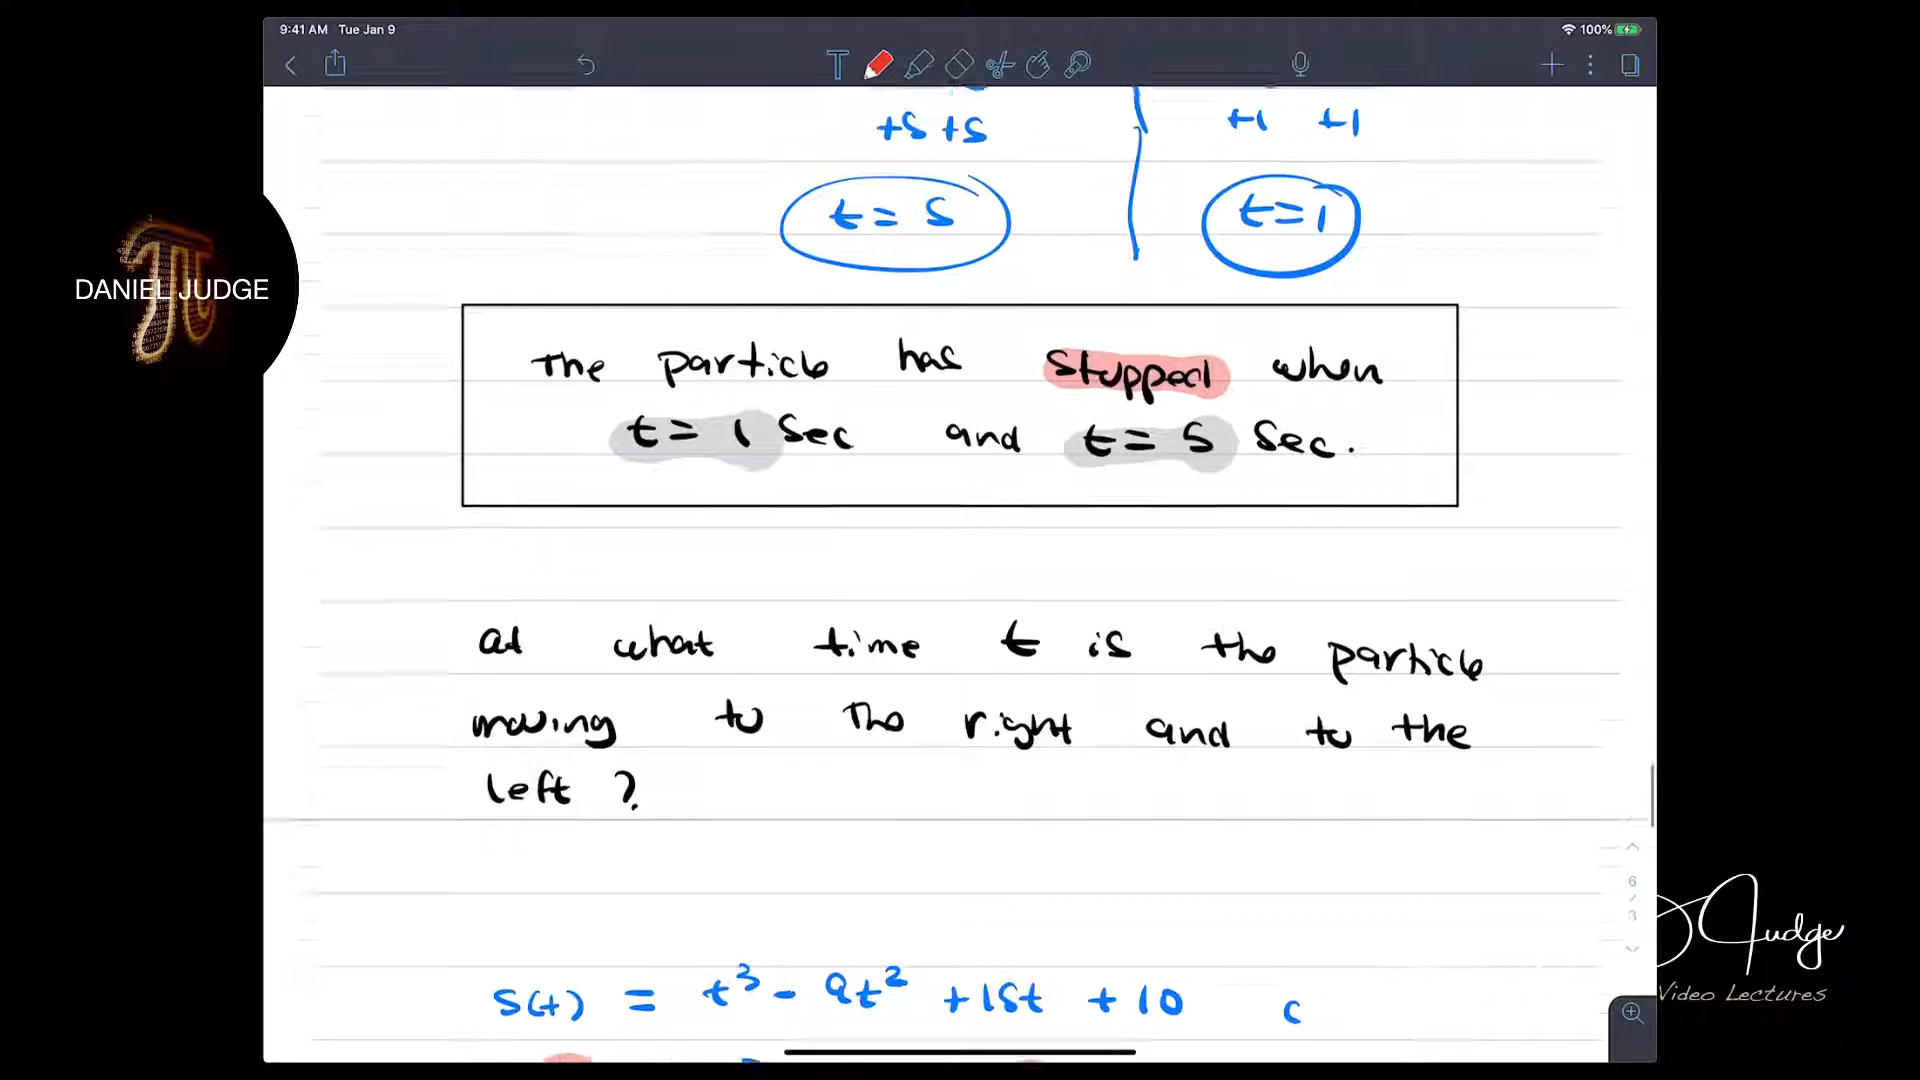 9:41 AM Tue Jan 9
100%
+5 +5
+1 +1
t = 5
t = 1
DANIEL JUDGE
The particle has stopped when
t = 1 sec and t = 5 sec.
at what time t is the particle
moving to the right and to the
left ?
6
3
s(t) = t³ - 9t² + 15t + 10
Judge
Video Lectures